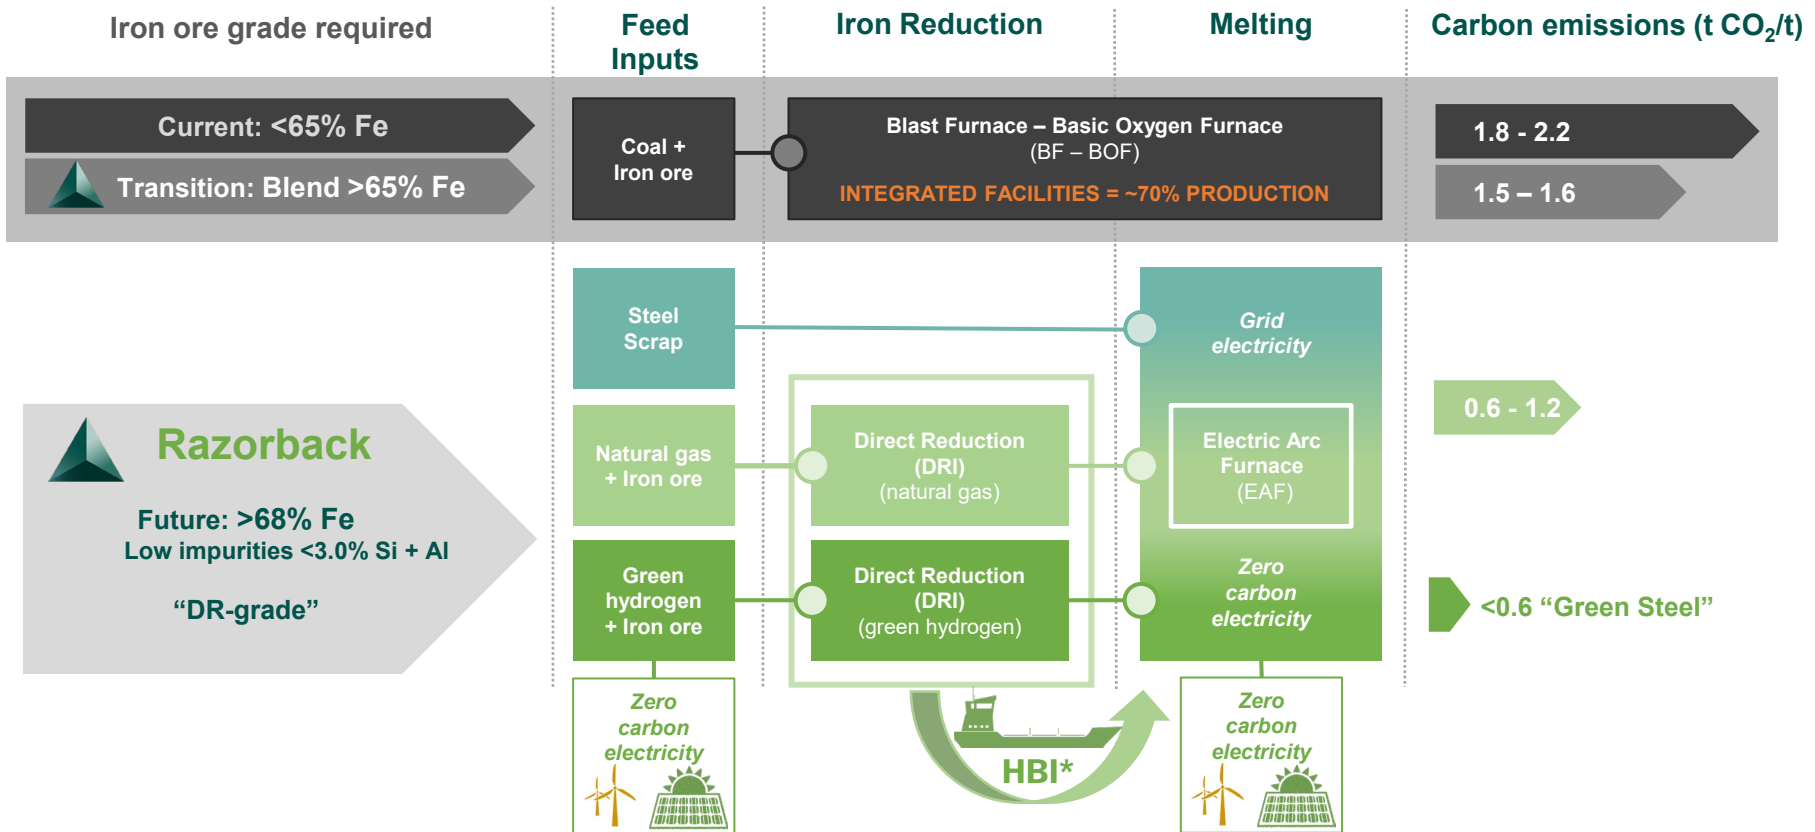 Iron ore grade required
Feed
Inputs
Iron Reduction
Melting
Carbon emissions (t CO₂/t)
Current: <65% Fe
Transition: Blend >65% Fe
Coal +
Iron ore
Blast Furnace – Basic Oxygen Furnace
(BF – BOF)
INTEGRATED FACILITIES = ~70% PRODUCTION
1.8 - 2.2
1.5 – 1.6
Steel
Scrap
Grid
electricity
Razorback
Future: >68% Fe
Low impurities <3.0% Si + Al
“DR-grade”
Natural gas
+ Iron ore
Direct Reduction
(DRI)
(natural gas)
Electric Arc
Furnace
(EAF)
0.6 - 1.2
Green
hydrogen
+ Iron ore
Direct Reduction
(DRI)
(green hydrogen)
Zero
carbon
electricity
<0.6 “Green Steel”
Zero
carbon
electricity
HBI*
Zero
carbon
electricity